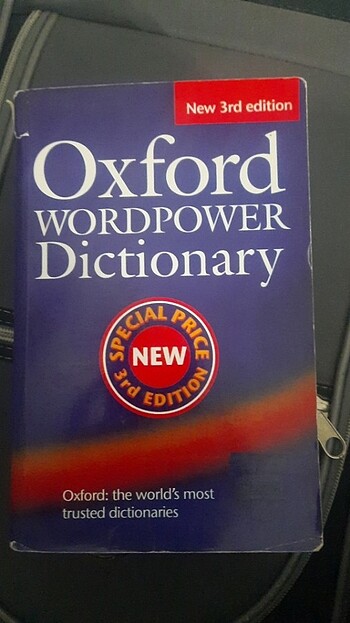 New 3rd edition
Oxford
WORDPOWER
Dictionary
SPECIAL PRICE
NEW
3rd EDITION
Oxford: the world's most
trusted dictionaries